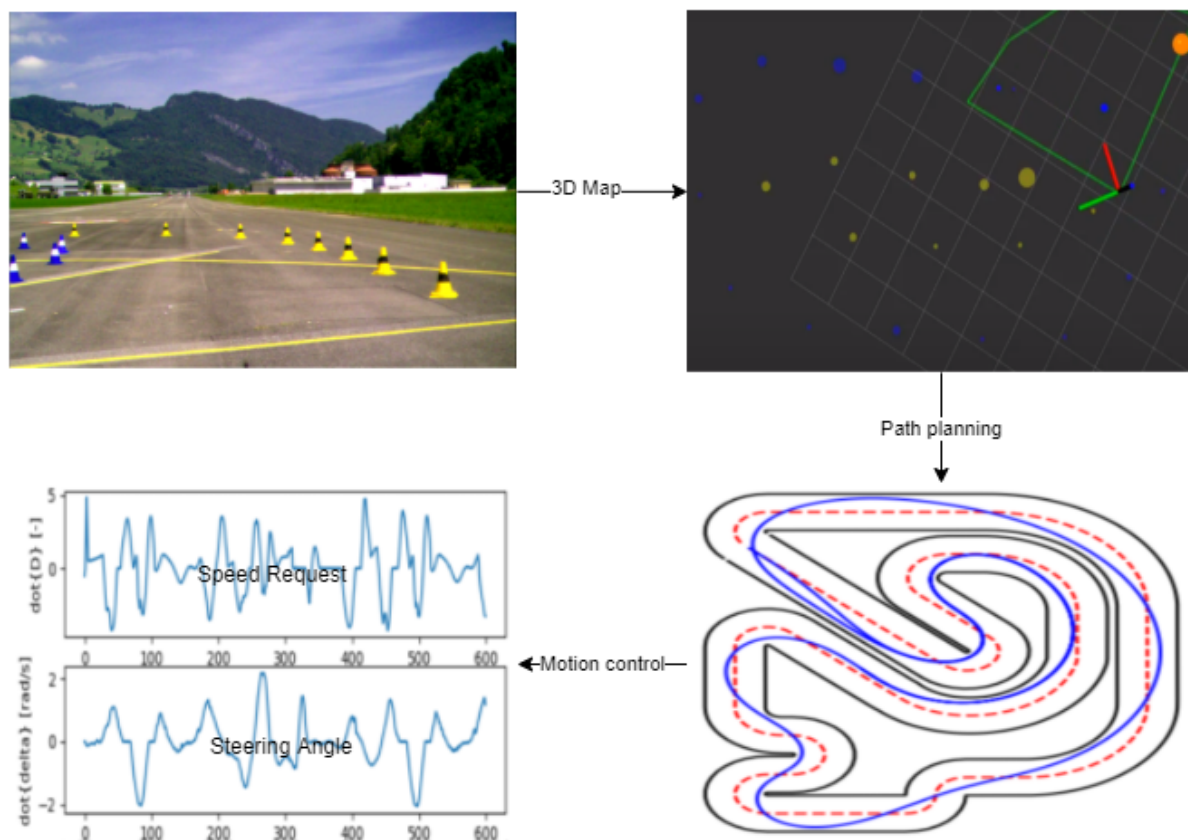 3D Map
Path planning
5
dot{D} [-]
0
Speed Request
0 100 200 300 400 500 600
Motion control
2
dot{delta} [rad/s]
0
Steering Angle
−2
0 100 200 300 400 500 600